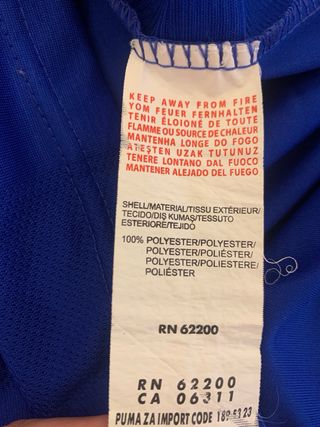 KEEP AWAY FROM FIRE
VOM FEUER FERNHALTEN
TENIR ÉLOIGNÉ DE TOUTE
FLAMME OU SOURCE DE CHALEUR
MANTENHA LONGE DO FOGO
ATEŞTEN UZAK TUTUNUZ
TENERE LONTANO DAL FUOCO
MANTENER ALEJADO DEL FUEGO
SHELL/MATERIAL/TISSU EXTÉRIEUR/
TECIDO/DIŞ KUMAŞ/TESSUTO
ESTERIORE/TEJIDO
100% POLYESTER/POLYESTER/
POLYESTER/POLIÉSTER/
POLYESTER/POLIESTERE/
POLIÉSTER
RN 62200
RN 62200
CA 06311
PUMA ZA IMPORT CODE 189 53 23